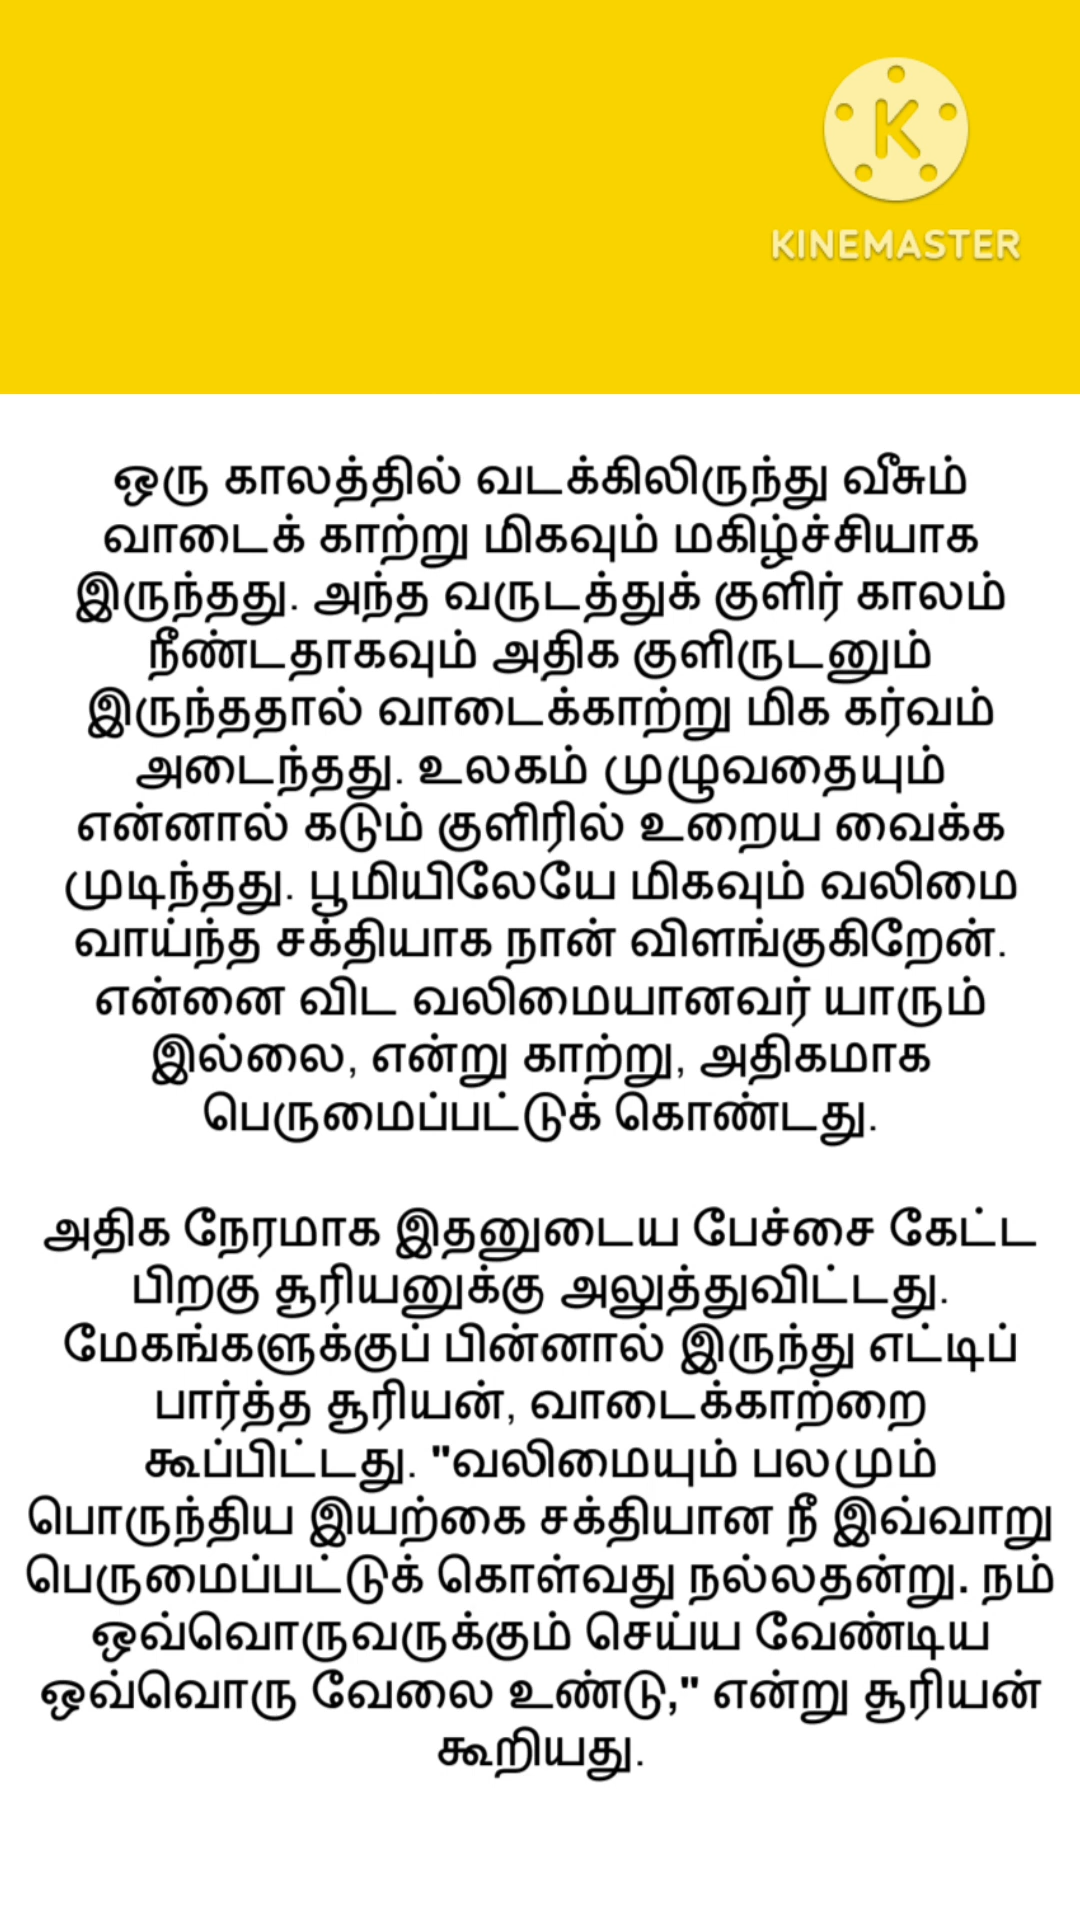 KINEMASTER
ஒரு காலத்தில் வடக்கிலிருந்து வீசும்
வாடைக் காற்று மிகவும் மகிழ்ச்சியாக
இருந்தது. அந்த வருடத்துக் குளிர் காலம்
நீண்டதாகவும் அதிக குளிருடனும்
இருந்ததால் வாடைக்காற்று மிக கர்வம்
அடைந்தது. உலகம் முழுவதையும்
என்னால் கடும் குளிரில் உறைய வைக்க
முடிந்தது. பூமியிலேயே மிகவும் வலிமை
வாய்ந்த சக்தியாக நான் விளங்குகிறேன்.
என்னை விட வலிமையானவர் யாரும்
இல்லை, என்று காற்று, அதிகமாக
பெருமைப்பட்டுக் கொண்டது.
அதிக நேரமாக இதனுடைய பேச்சை கேட்ட
பிறகு சூரியனுக்கு அலுத்துவிட்டது.
மேகங்களுக்குப் பின்னால் இருந்து எட்டிப்
பார்த்த சூரியன், வாடைக்காற்றை
கூப்பிட்டது. "வலிமையும் பலமும்
பொருந்திய இயற்கை சக்தியான நீ இவ்வாறு
பெருமைப்பட்டுக் கொள்வது நல்லதன்று. நம்
ஒவ்வொருவருக்கும் செய்ய வேண்டிய
ஒவ்வொரு வேலை உண்டு," என்று சூரியன்
கூறியது.